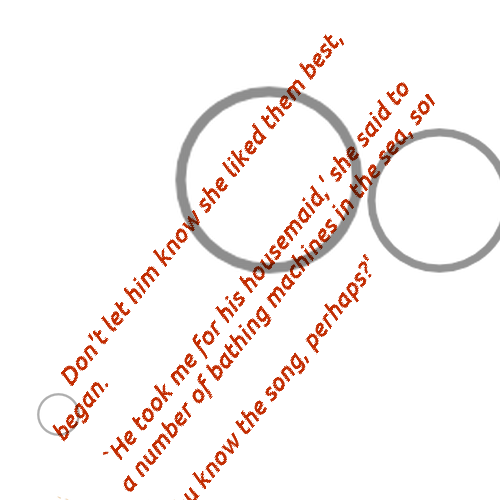 Don't let him know she liked them best,
began.
`He took me for his housemaid,' she said to
a number of bathing machines in the sea,
know the song, perhaps?'